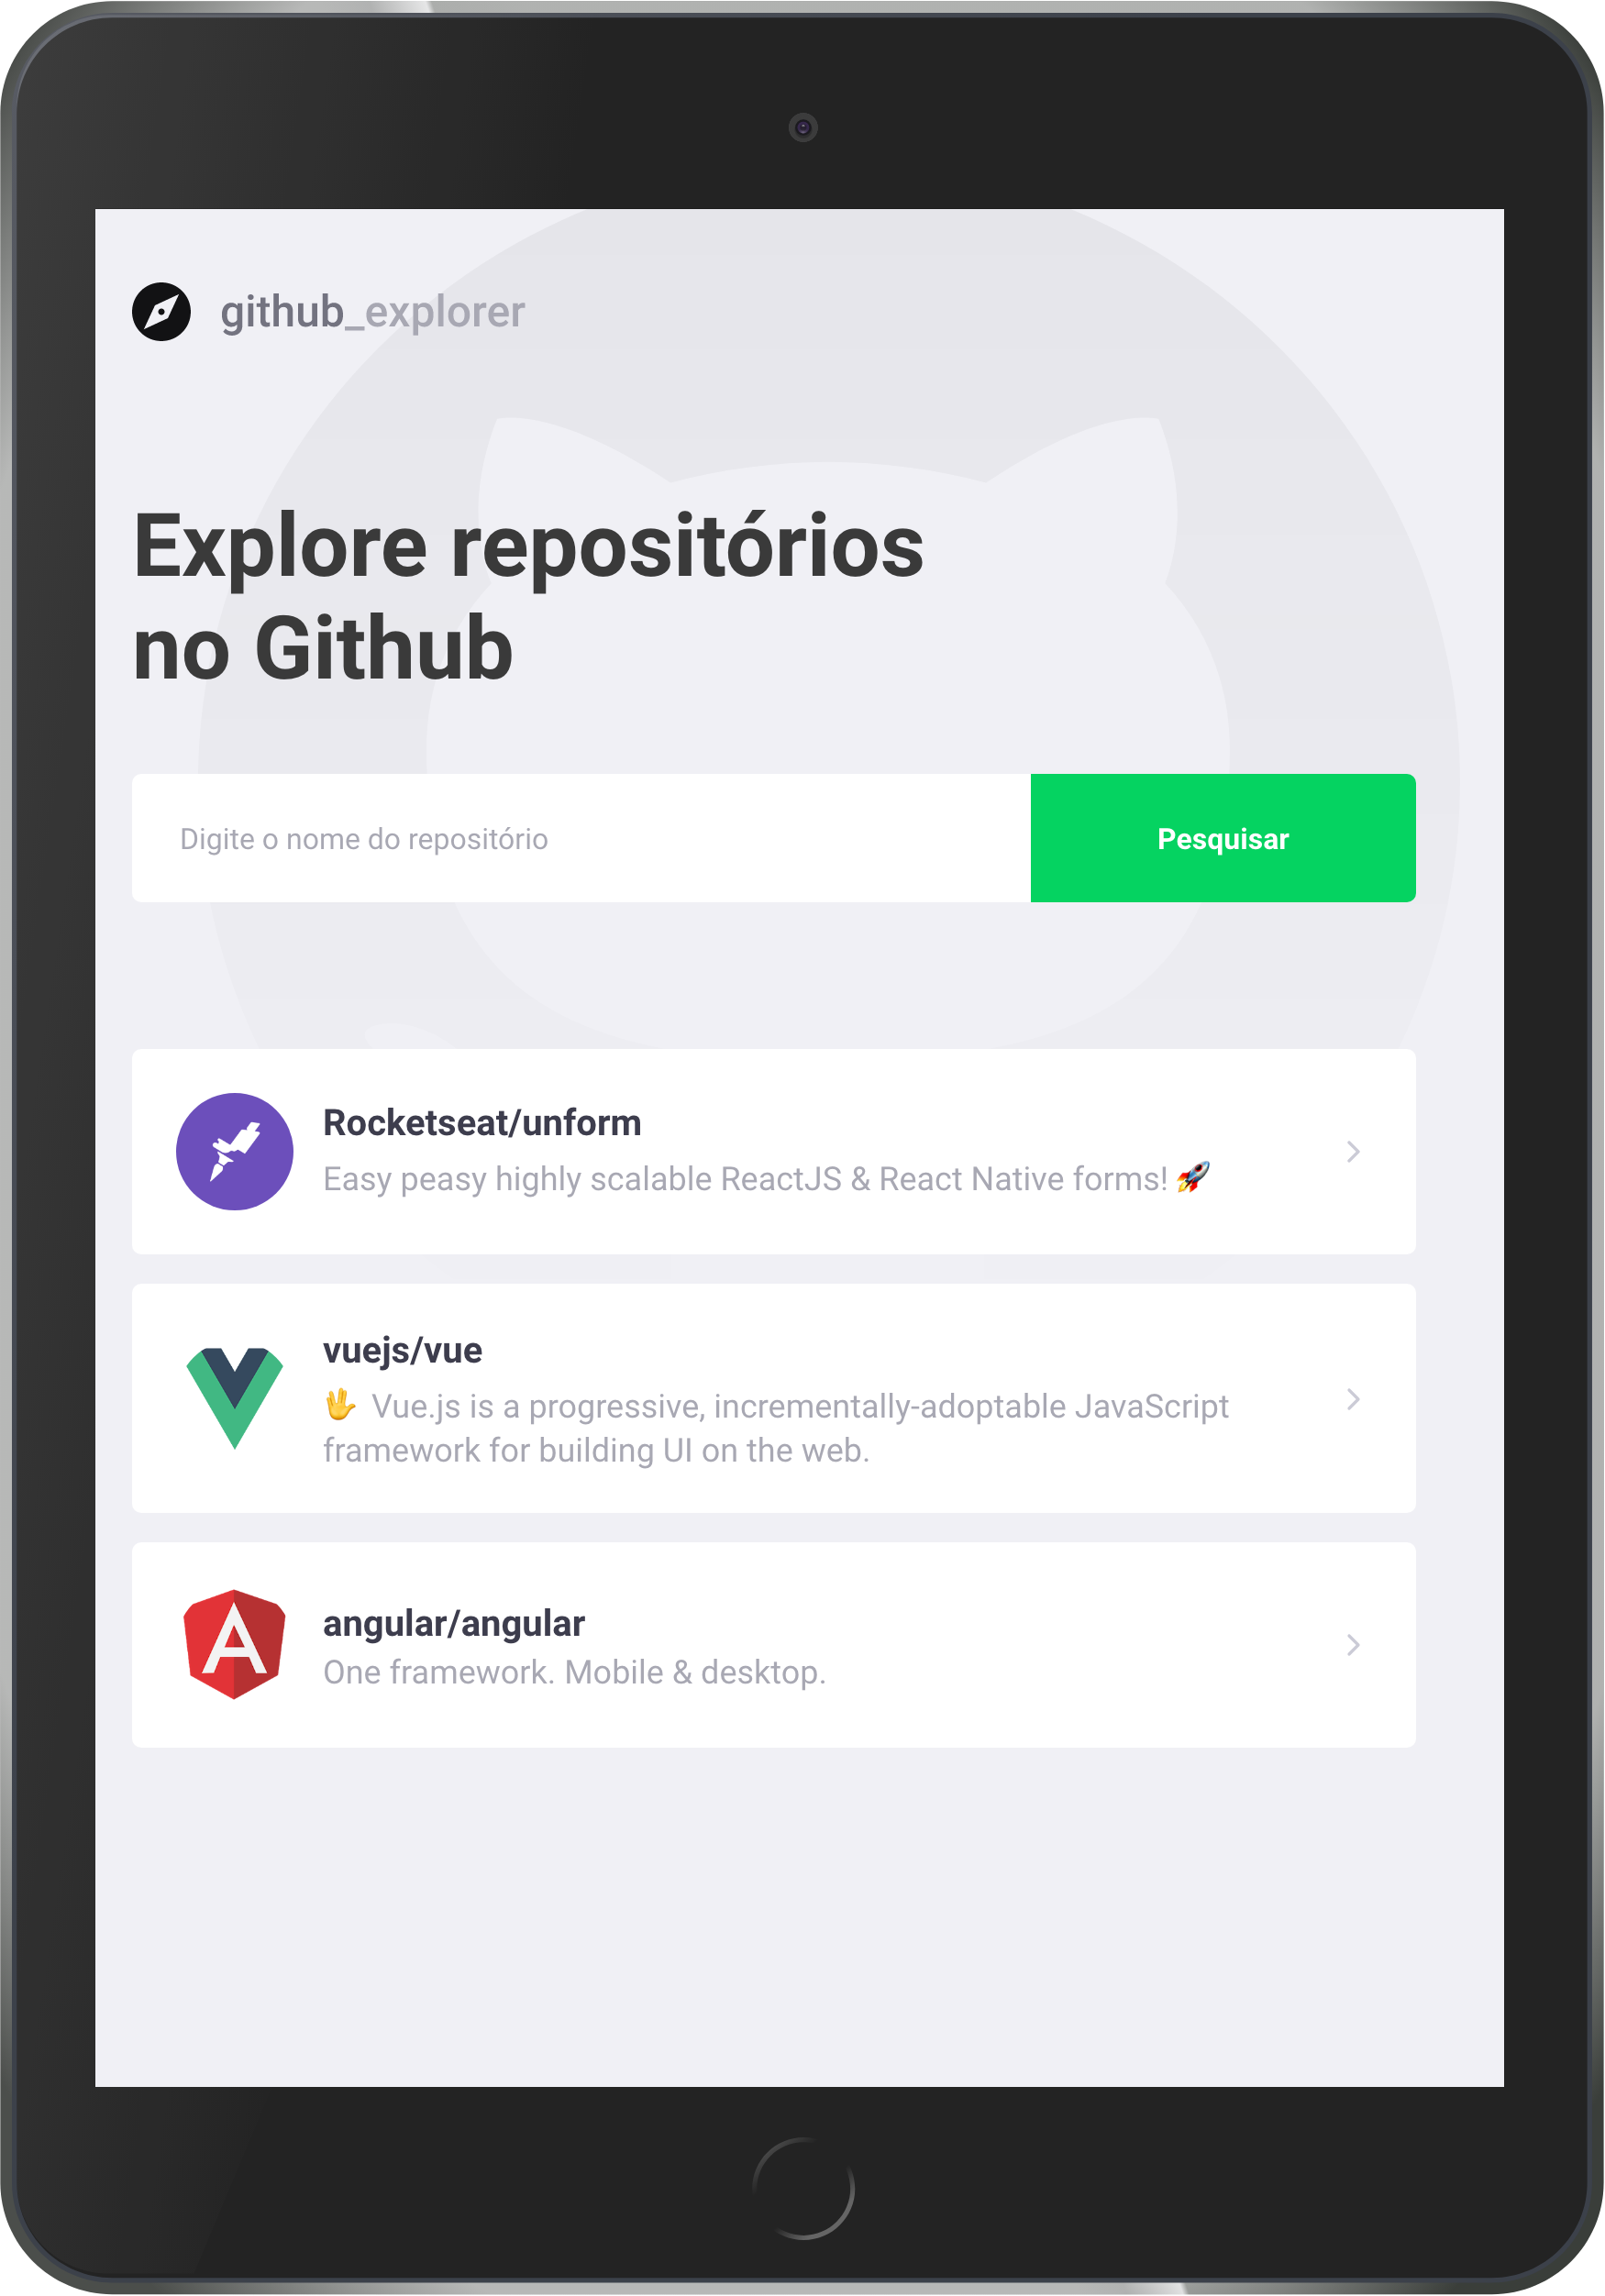 github_explorer
Explore repositórios
no Github
Digite o nome do repositório
Pesquisar
Rocketseat/unform
Easy peasy highly scalable ReactJS & React Native forms! 🚀
vuejs/vue
🖖 Vue.js is a progressive, incrementally-adoptable JavaScript
framework for building UI on the web.
angular/angular
One framework. Mobile & desktop.